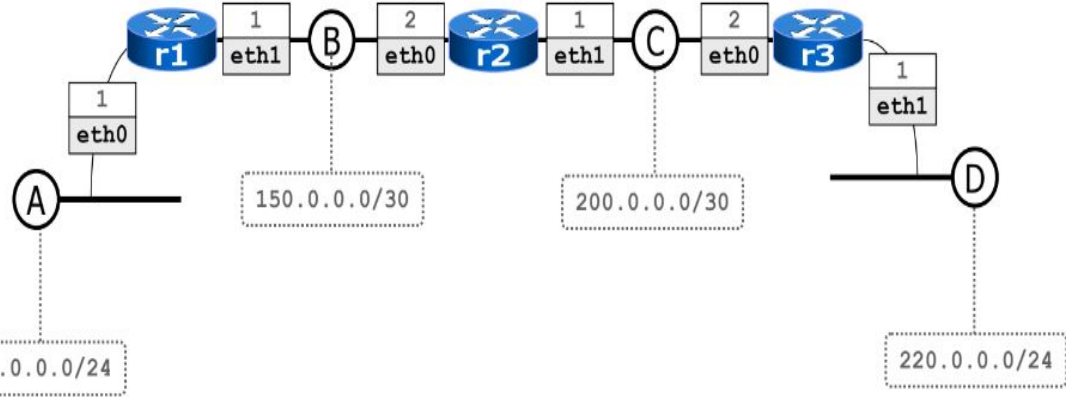 1
eth1
B
2
eth0
1
eth1
C
2
eth0
r1
r2
r3
1
eth0
1
eth1
A
D
150.0.0.0/30
200.0.0.0/30
.0.0.0/24
220.0.0.0/24